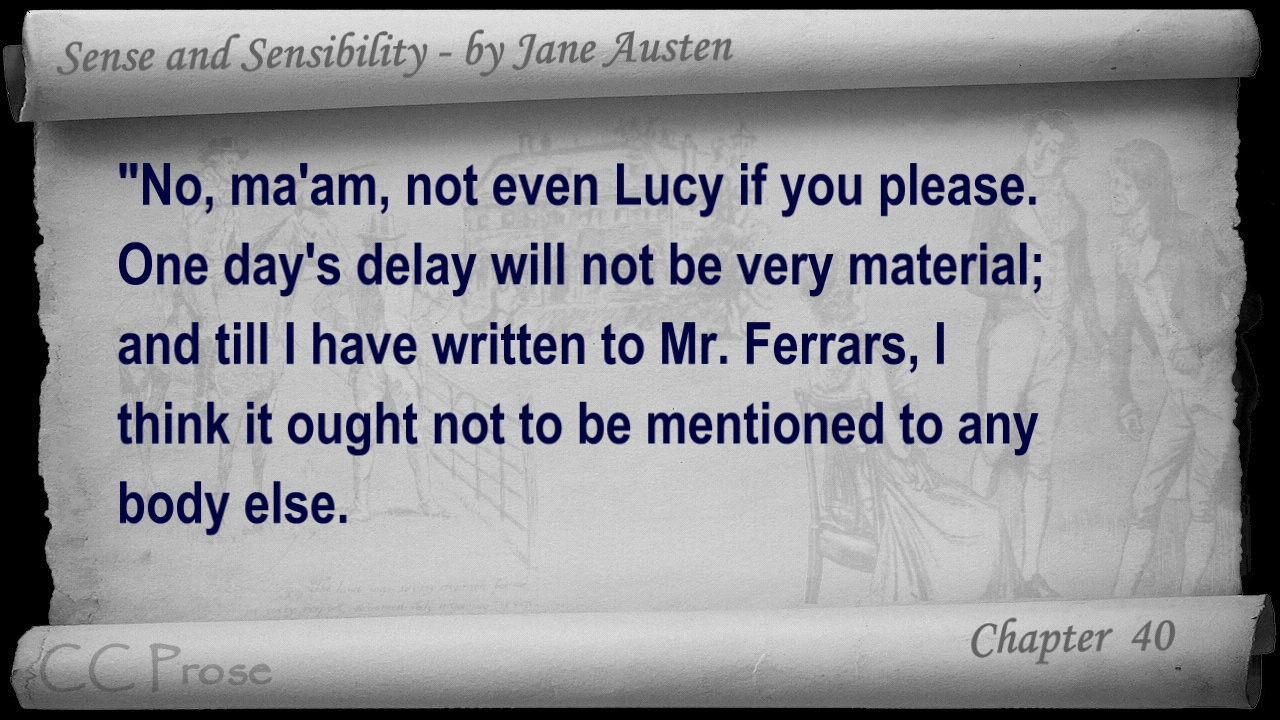 Sense and Sensibility - by Jane Austen
"No, ma'am, not even Lucy if you please.
One day's delay will not be very material;
and till I have written to Mr. Ferrars, I
think it ought not to be mentioned to any
body else.
Chapter 40
CC Prose